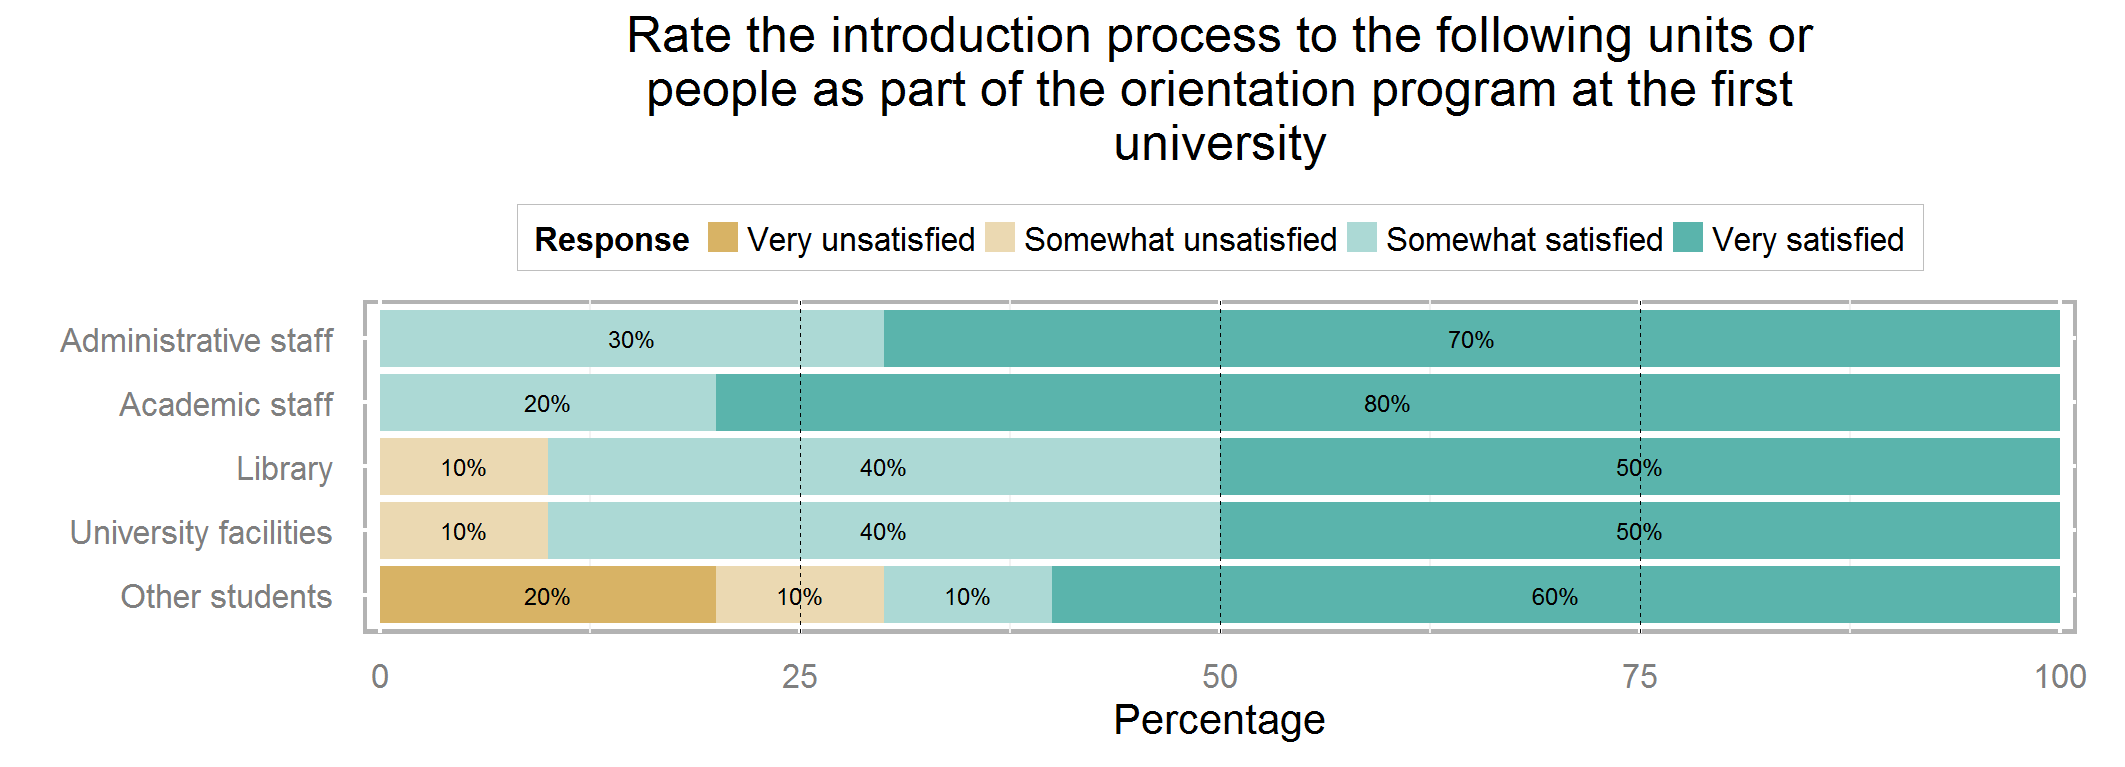 Rate the introduction process to the following units or
people as part of the orientation program at the first
university
Response Very unsatisfied Somewhat unsatisfied Somewhat satisfied Very satisfied
Administrative staff 30% 70%
Academic staff 20% 80%
Library 10% 40% 50%
University facilities 10% 40% 50%
Other students 20% 10% 10% 60%
0 25 50 75 100
Percentage